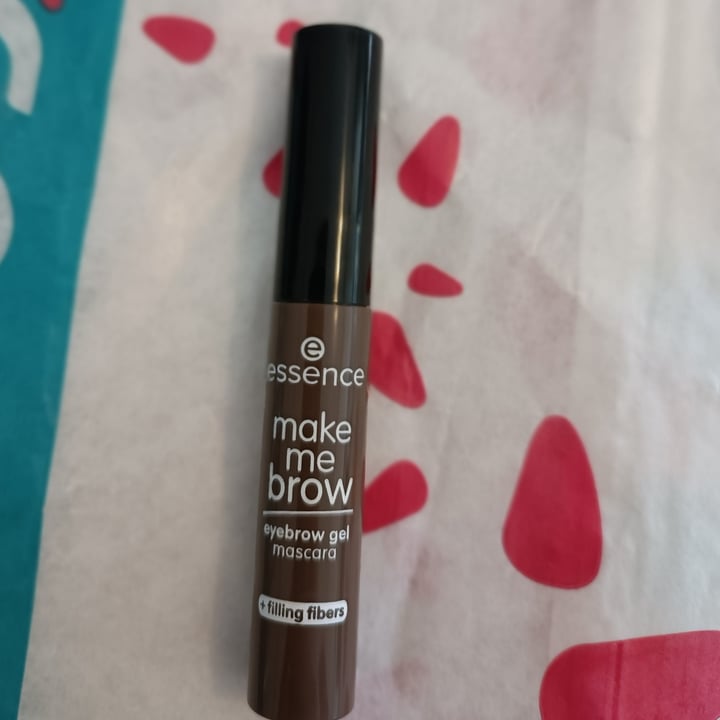 essence
make
me
brow
eyebrow gel
mascara
+ filling fibers